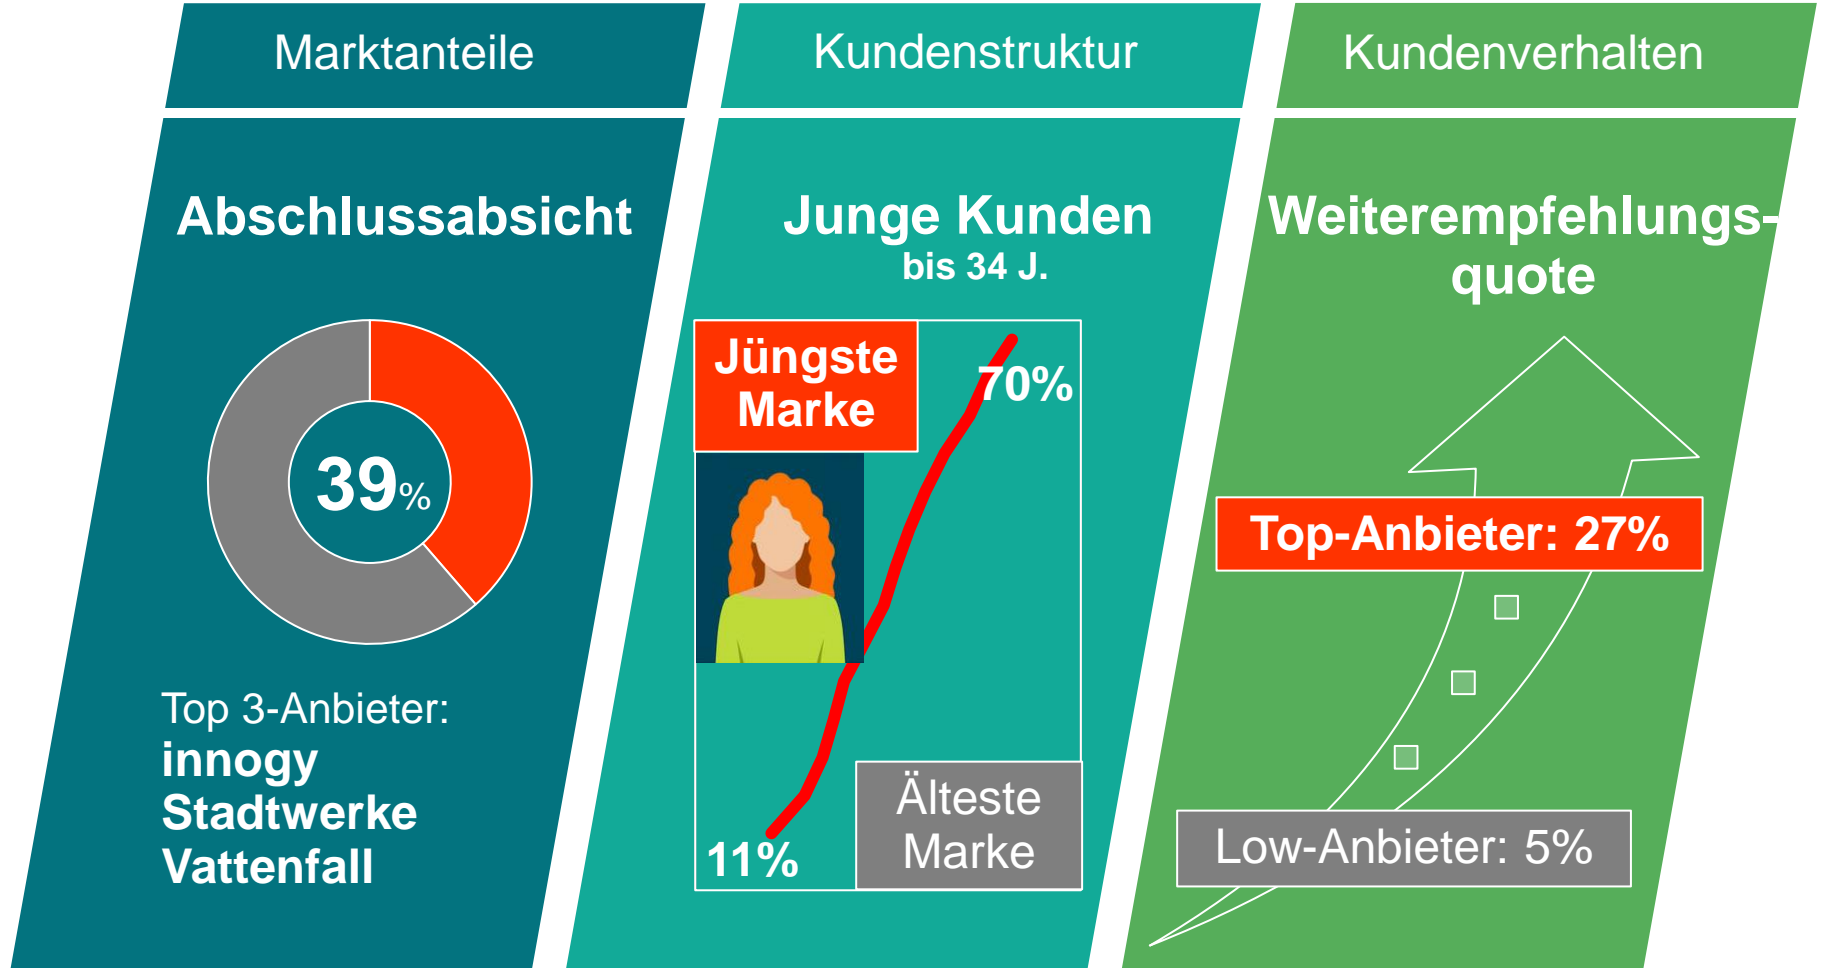 Marktanteile
Abschlussabsicht
39%
Top 3-Anbieter:
innogy
Stadtwerke
Vattenfall
Kundenstruktur
Junge Kunden
bis 34 J.
Jüngste
Marke
70%
11%
Älteste
Marke
Kundenverhalten
Weiterempfehlungs-
quote
Top-Anbieter: 27%
Low-Anbieter: 5%